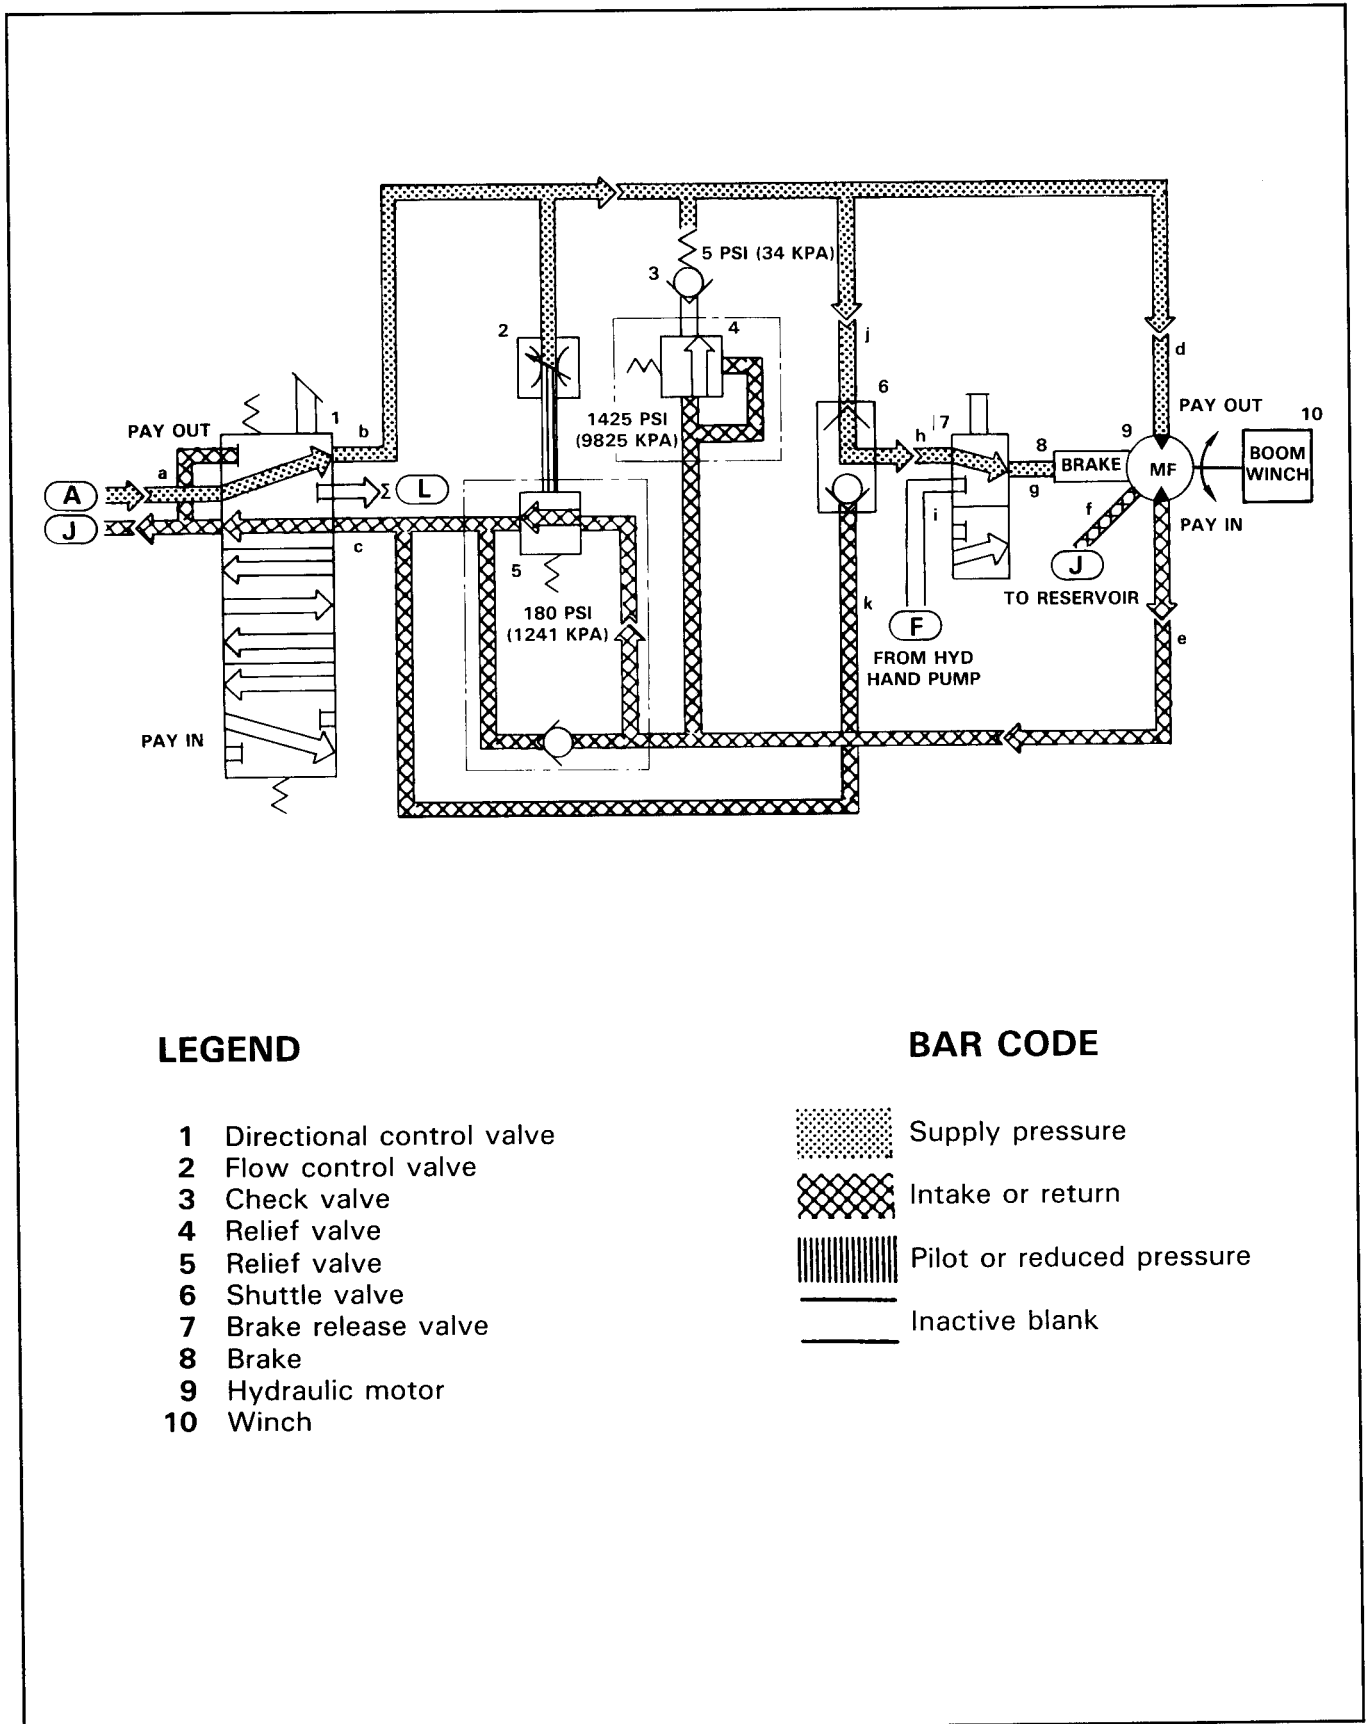 5 PSI (34 KPA)
3
2
4
j
d
6
PAY OUT
10
1425 PSI
(9825 KPA)
PAY OUT
1
b
h
7
8
9
a
BRAKE
MF
BOOM
WINCH
A
L
g
J
i
f
PAY IN
c
J
5
180 PSI
(1241 KPA)
k
TO RESERVOIR
F
e
FROM HYD
HAND PUMP
PAY IN
LEGEND
1 Directional control valve
2 Flow control valve
3 Check valve
4 Relief valve
5 Relief valve
6 Shuttle valve
7 Brake release valve
8 Brake
9 Hydraulic motor
10 Winch
BAR CODE
Supply pressure
Intake or return
Pilot or reduced pressure
Inactive blank